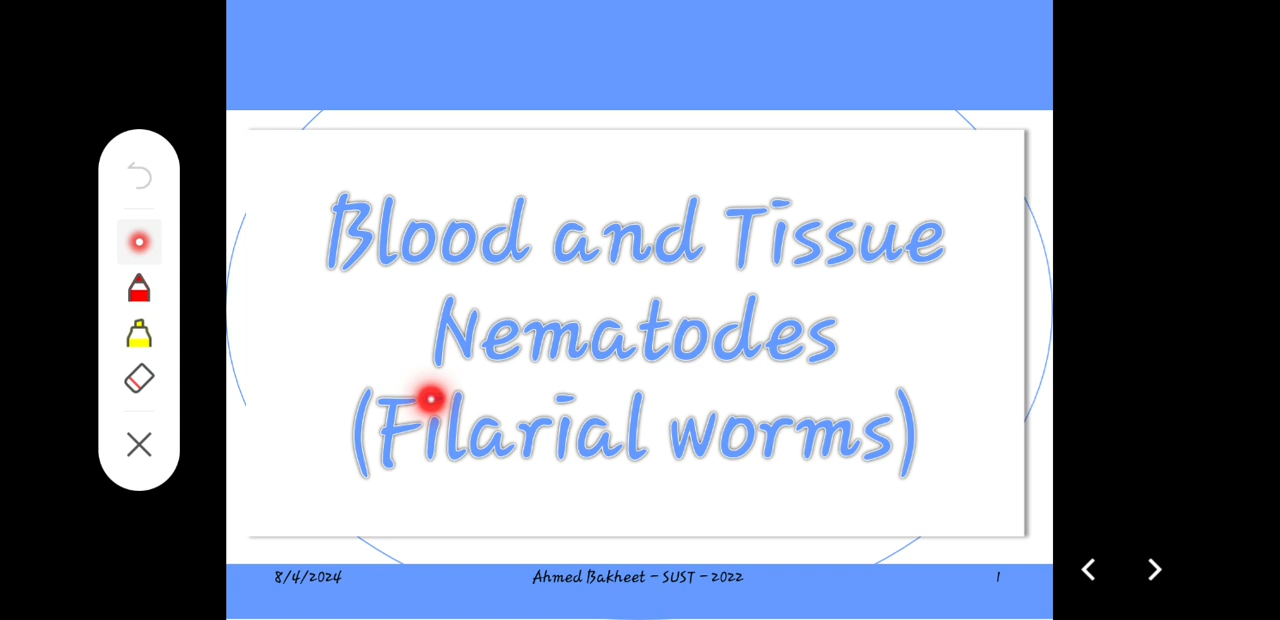 Blood and Tissue
Nematodes
(Filarial worms)
8/4/2024
Ahmed Bakheet - SUST - 2022
1